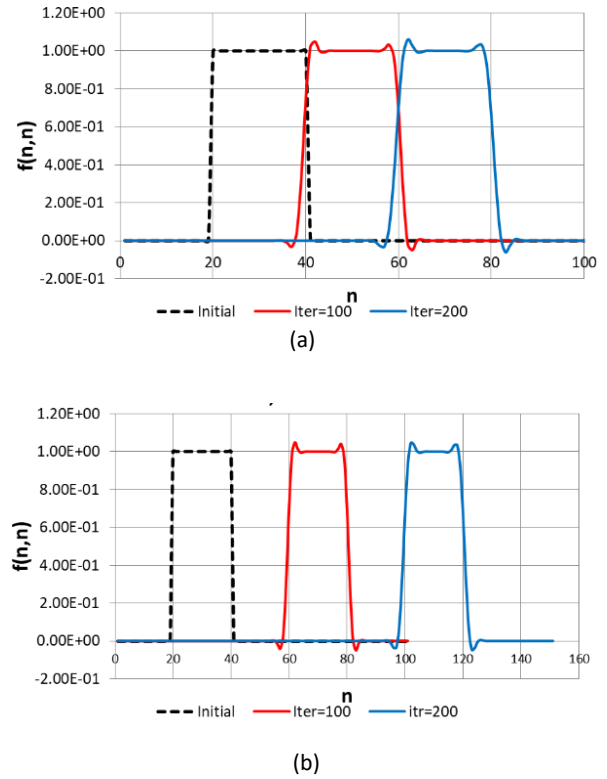 1.20E+00
1.00E+00
8.00E-01
6.00E-01
4.00E-01
2.00E-01
0.00E+00
-2.00E-01
f(n,n)
0 20 40 60 80 100
n
Initial Iter=100 Iter=200
(a)
1.20E+00
1.00E+00
8.00E-01
6.00E-01
4.00E-01
2.00E-01
0.00E+00
-2.00E-01
f(n,n)
0 20 40 60 80 100 120 140 160
n
Initial Iter=100 itr=200
(b)